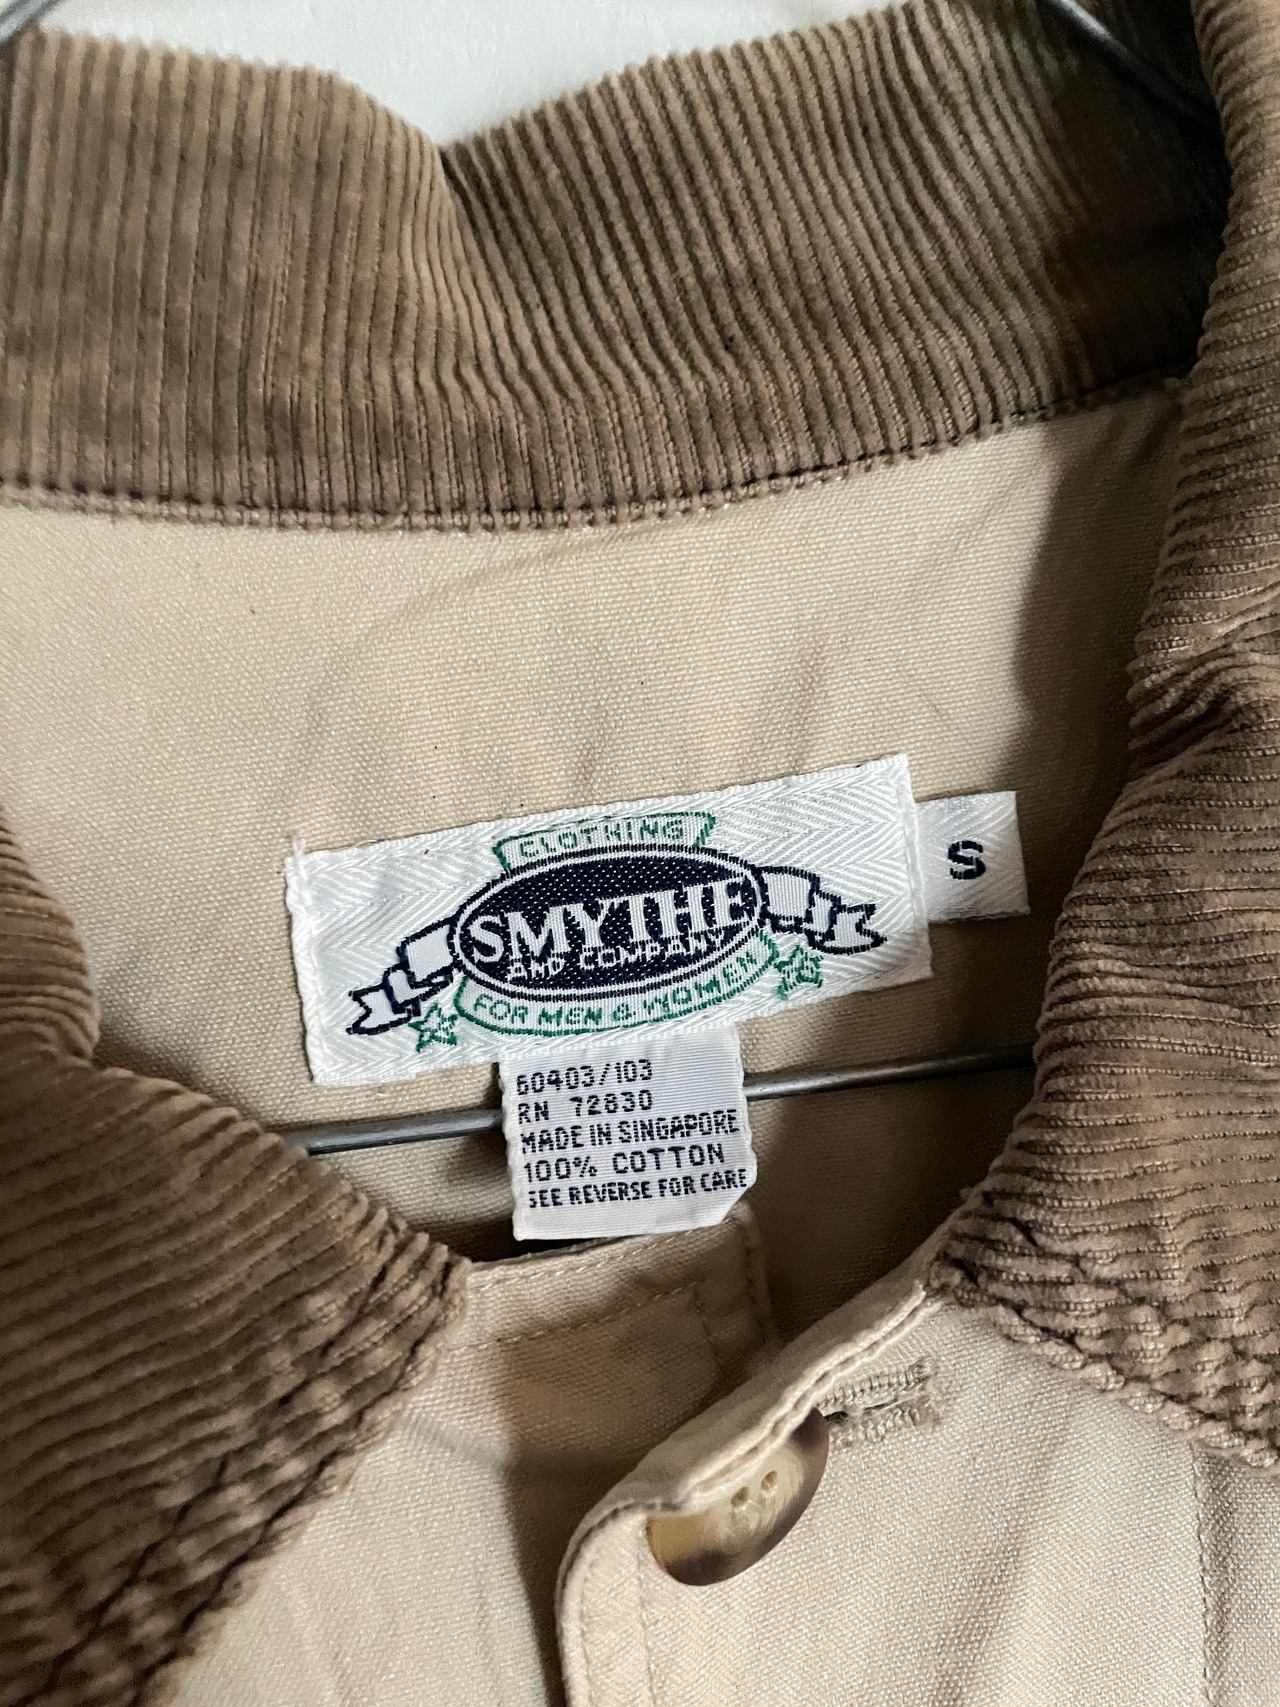 CLOTHING
SMYTHE
AND COMPANY
FOR MEN & WOMEN
S
60403/103
RN 72830
MADE IN SINGAPORE
100% COTTON
SEE REVERSE FOR CARE